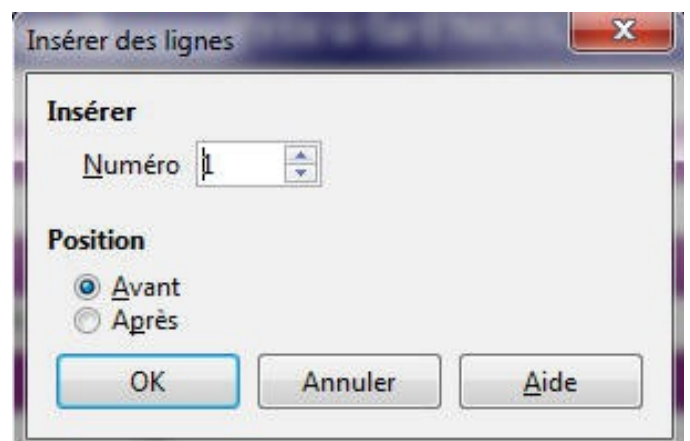 Insérer des lignes
Insérer
Numéro 1
Position
Avant
Après
OK Annuler Aide